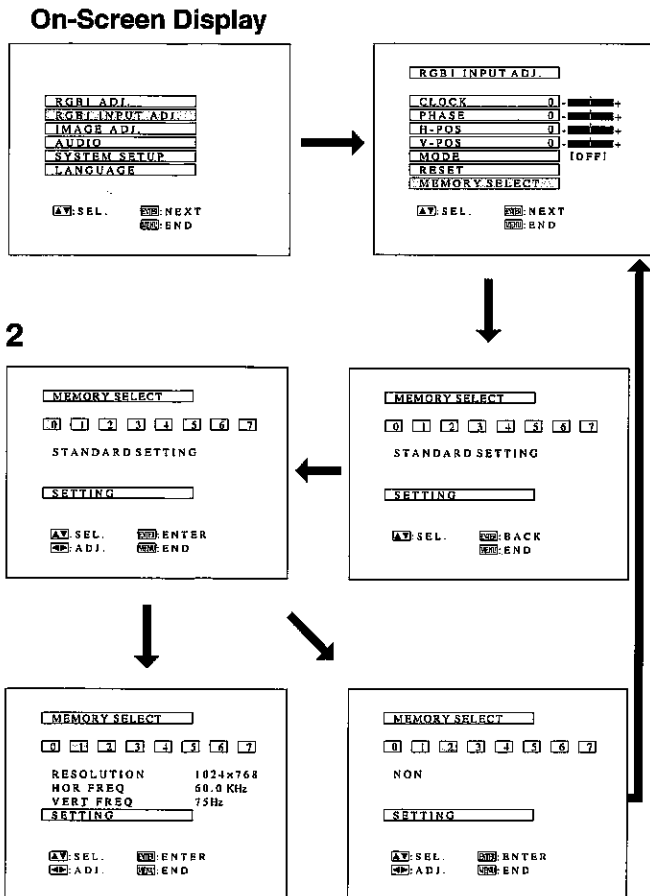 On-Screen Display
RGB1 ADJ.
RGB1 INPUT ADJ.
IMAGE ADJ.
AUDIO
SYSTEM SETUP
LANGUAGE
▲▼:SEL. ENTER:NEXT
MENU:END
RGB1 INPUT ADJ.
CLOCK 0 - +
PHASE 0 - +
H-POS 0 - +
V-POS 0 - +
MODE [OFF]
RESET
MEMORY SELECT
▲▼:SEL. ENTER:NEXT
MENU:END
2
MEMORY SELECT
0 1 2 3 4 5 6 7
STANDARD SETTING
SETTING
▲▼:SEL. ENTER:ENTER
◀▶:ADJ. MENU:END
MEMORY SELECT
0 1 2 3 4 5 6 7
STANDARD SETTING
SETTING
▲▼:SEL. ENTER:BACK
MENU:END
MEMORY SELECT
0 1 2 3 4 5 6 7
RESOLUTION 1024x768
HOR FREQ 60.0 KHz
VERT FREQ 75Hz
SETTING
▲▼:SEL. ENTER:ENTER
◀▶:ADJ. MENU:END
MEMORY SELECT
0 1 2 3 4 5 6 7
NON
SETTING
▲▼:SEL. ENTER:ENTER
◀▶:ADJ. MENU:END